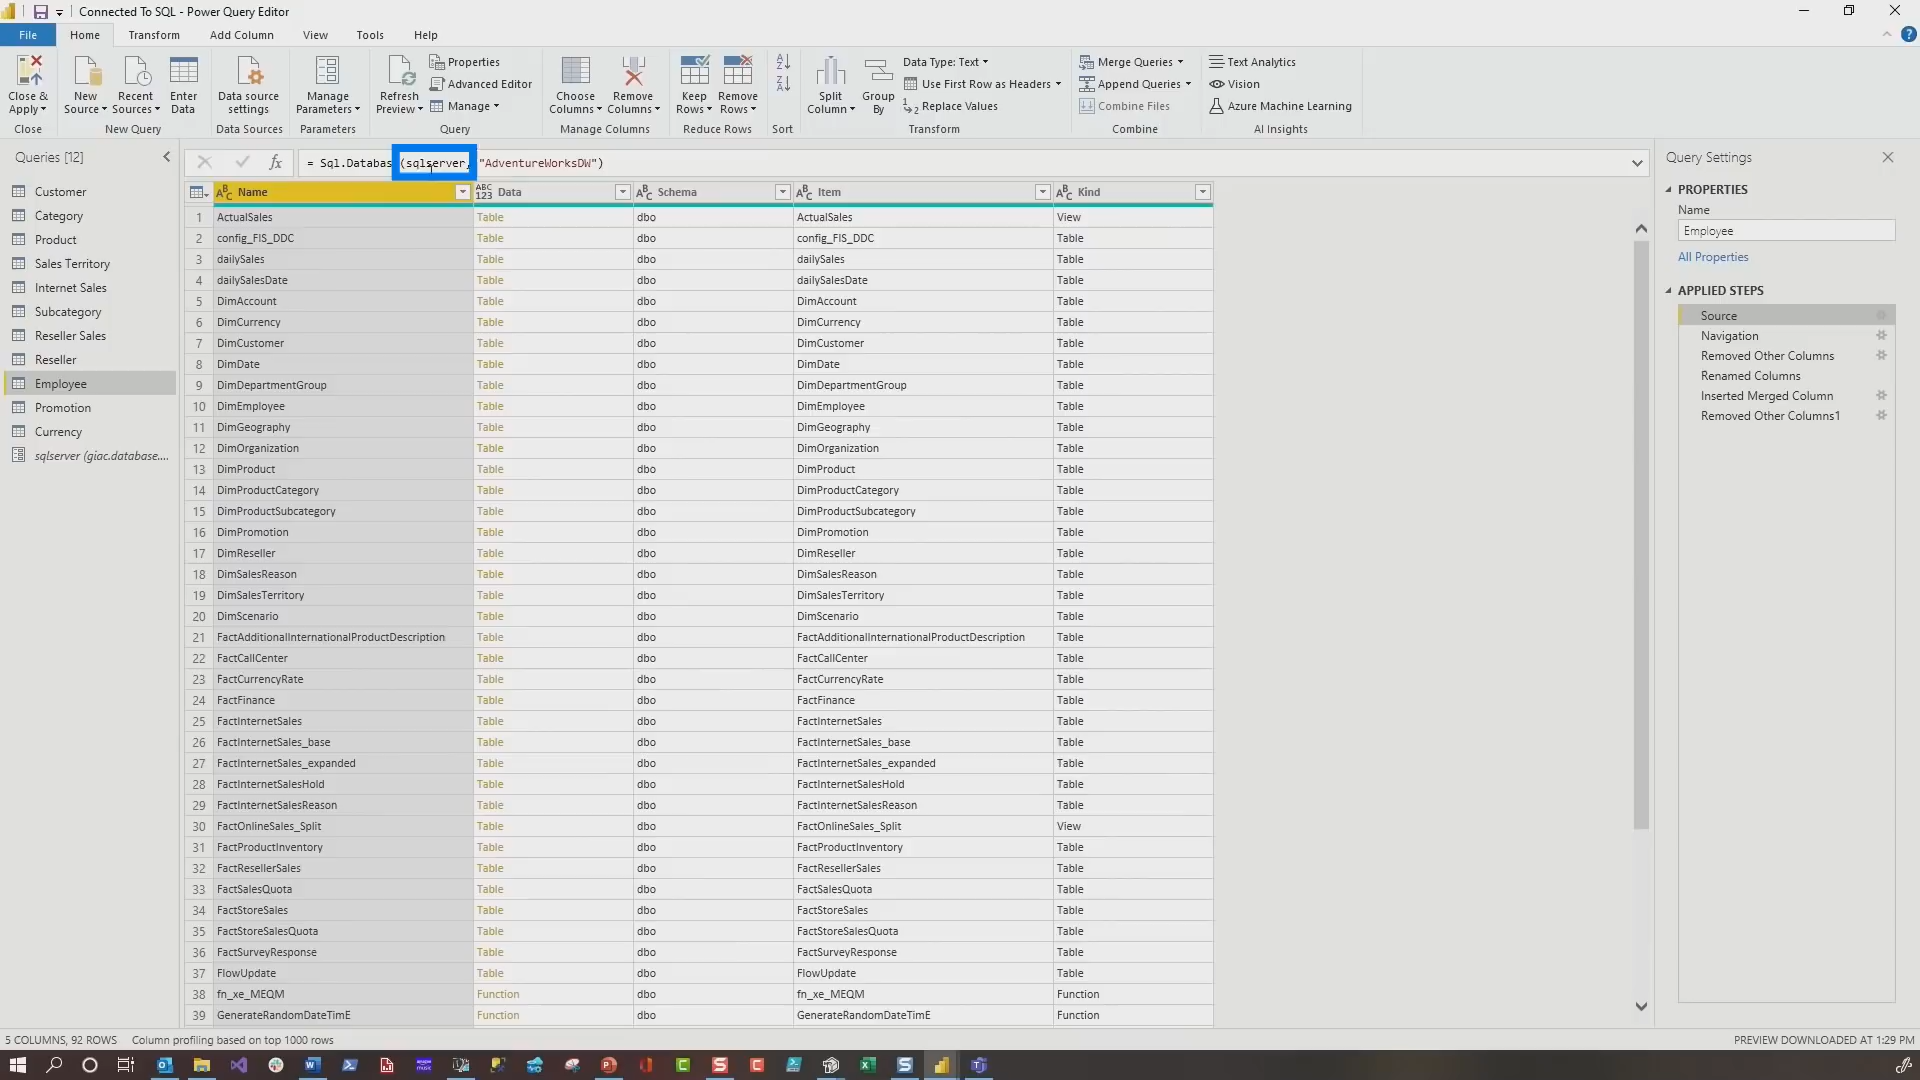 Connected To SQL - Power Query Editor
File
Home
Transform
Add Column
View
Tools
Help
Close &
Apply
Close
New
Source
Recent
Sources
Enter
Data
New Query
Data source
settings
Data Sources
Manage
Parameters
Parameters
Refresh
Preview
Properties
Advanced Editor
Manage
Query
Choose
Columns
Remove
Columns
Manage Columns
Keep
Rows
Remove
Rows
Reduce Rows
Sort
Split
Column
Group
By
Data Type: Text
Use First Row as Headers
Replace Values
Transform
Merge Queries
Append Queries
Combine Files
Combine
Text Analytics
Vision
Azure Machine Learning
AI Insights
Queries [12]
Customer
Category
Product
Sales Territory
Internet Sales
Subcategory
Reseller Sales
Reseller
Employee
Promotion
Currency
sqlserver (giac.database....
fx
= Sql.Databas(sqlserver, "AdventureWorksDW")
Name Data Schema Item Kind
1 ActualSales Table dbo ActualSales View
2 config_FIS_DDC Table dbo config_FIS_DDC Table
3 dailySales Table dbo dailySales Table
4 dailySalesDate Table dbo dailySalesDate Table
5 DimAccount Table dbo DimAccount Table
6 DimCurrency Table dbo DimCurrency Table
7 DimCustomer Table dbo DimCustomer Table
8 DimDate Table dbo DimDate Table
9 DimDepartmentGroup Table dbo DimDepartmentGroup Table
10 DimEmployee Table dbo DimEmployee Table
11 DimGeography Table dbo DimGeography Table
12 DimOrganization Table dbo DimOrganization Table
13 DimProduct Table dbo DimProduct Table
14 DimProductCategory Table dbo DimProductCategory Table
15 DimProductSubcategory Table dbo DimProductSubcategory Table
16 DimPromotion Table dbo DimPromotion Table
17 DimReseller Table dbo DimReseller Table
18 DimSalesReason Table dbo DimSalesReason Table
19 DimSalesTerritory Table dbo DimSalesTerritory Table
20 DimScenario Table dbo DimScenario Table
21 FactAdditionalInternationalProductDescription Table dbo FactAdditionalInternationalProductDescription Table
22 FactCallCenter Table dbo FactCallCenter Table
23 FactCurrencyRate Table dbo FactCurrencyRate Table
24 FactFinance Table dbo FactFinance Table
25 FactInternetSales Table dbo FactInternetSales Table
26 FactInternetSales_base Table dbo FactInternetSales_base Table
27 FactInternetSales_expanded Table dbo FactInternetSales_expanded Table
28 FactInternetSalesHold Table dbo FactInternetSalesHold Table
29 FactInternetSalesReason Table dbo FactInternetSalesReason Table
30 FactOnlineSales_Split Table dbo FactOnlineSales_Split View
31 FactProductInventory Table dbo FactProductInventory Table
32 FactResellerSales Table dbo FactResellerSales Table
33 FactSalesQuota Table dbo FactSalesQuota Table
34 FactStoreSales Table dbo FactStoreSales Table
35 FactStoreSalesQuota Table dbo FactStoreSalesQuota Table
36 FactSurveyResponse Table dbo FactSurveyResponse Table
37 FlowUpdate Table dbo FlowUpdate Table
38 fn_xe_MEQM Function dbo fn_xe_MEQM Function
39 GenerateRandomDateTimE Function dbo GenerateRandomDateTimE Function
Query Settings
PROPERTIES
Name
Employee
All Properties
APPLIED STEPS
Source
Navigation
Removed Other Columns
Renamed Columns
Inserted Merged Column
Removed Other Columns1
5 COLUMNS, 92 ROWS Column profiling based on top 1000 rows
PREVIEW DOWNLOADED AT 1:29 PM